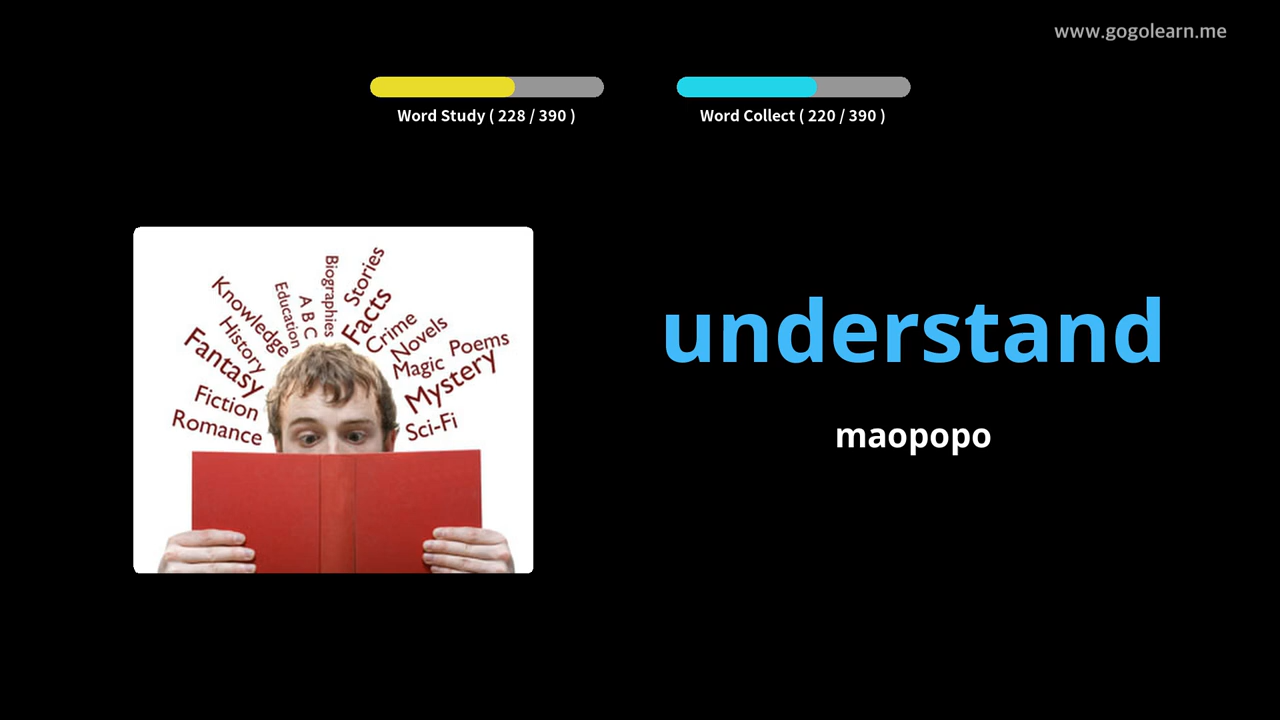 www.gogolearn.me
Word Study ( 228 / 390 )
Word Collect ( 220 / 390 )
Knowledge
History
Fantasy
Fiction
Romance
Education
A B C
Biographies
Stories
Facts
Crime
Novels
Magic
Poems
Mystery
Sci-Fi
understand
maopopo